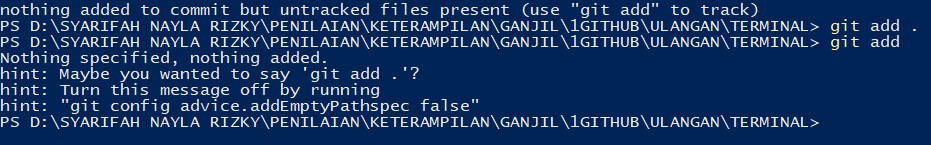 nothing added to commit but untracked files present (use "git add" to track)
PS D:\SYARIFAH NAYLA RIZKY\PENILAIAN\KETERAMPILAN\GANJIL\1GITHUB\ULANGAN\TERMINAL> git add .
PS D:\SYARIFAH NAYLA RIZKY\PENILAIAN\KETERAMPILAN\GANJIL\1GITHUB\ULANGAN\TERMINAL> git add
Nothing specified, nothing added.
hint: Maybe you wanted to say 'git add .'?
hint: Turn this message off by running
hint: "git config advice.addEmptyPathspec false"
PS D:\SYARIFAH NAYLA RIZKY\PENILAIAN\KETERAMPILAN\GANJIL\1GITHUB\ULANGAN\TERMINAL>